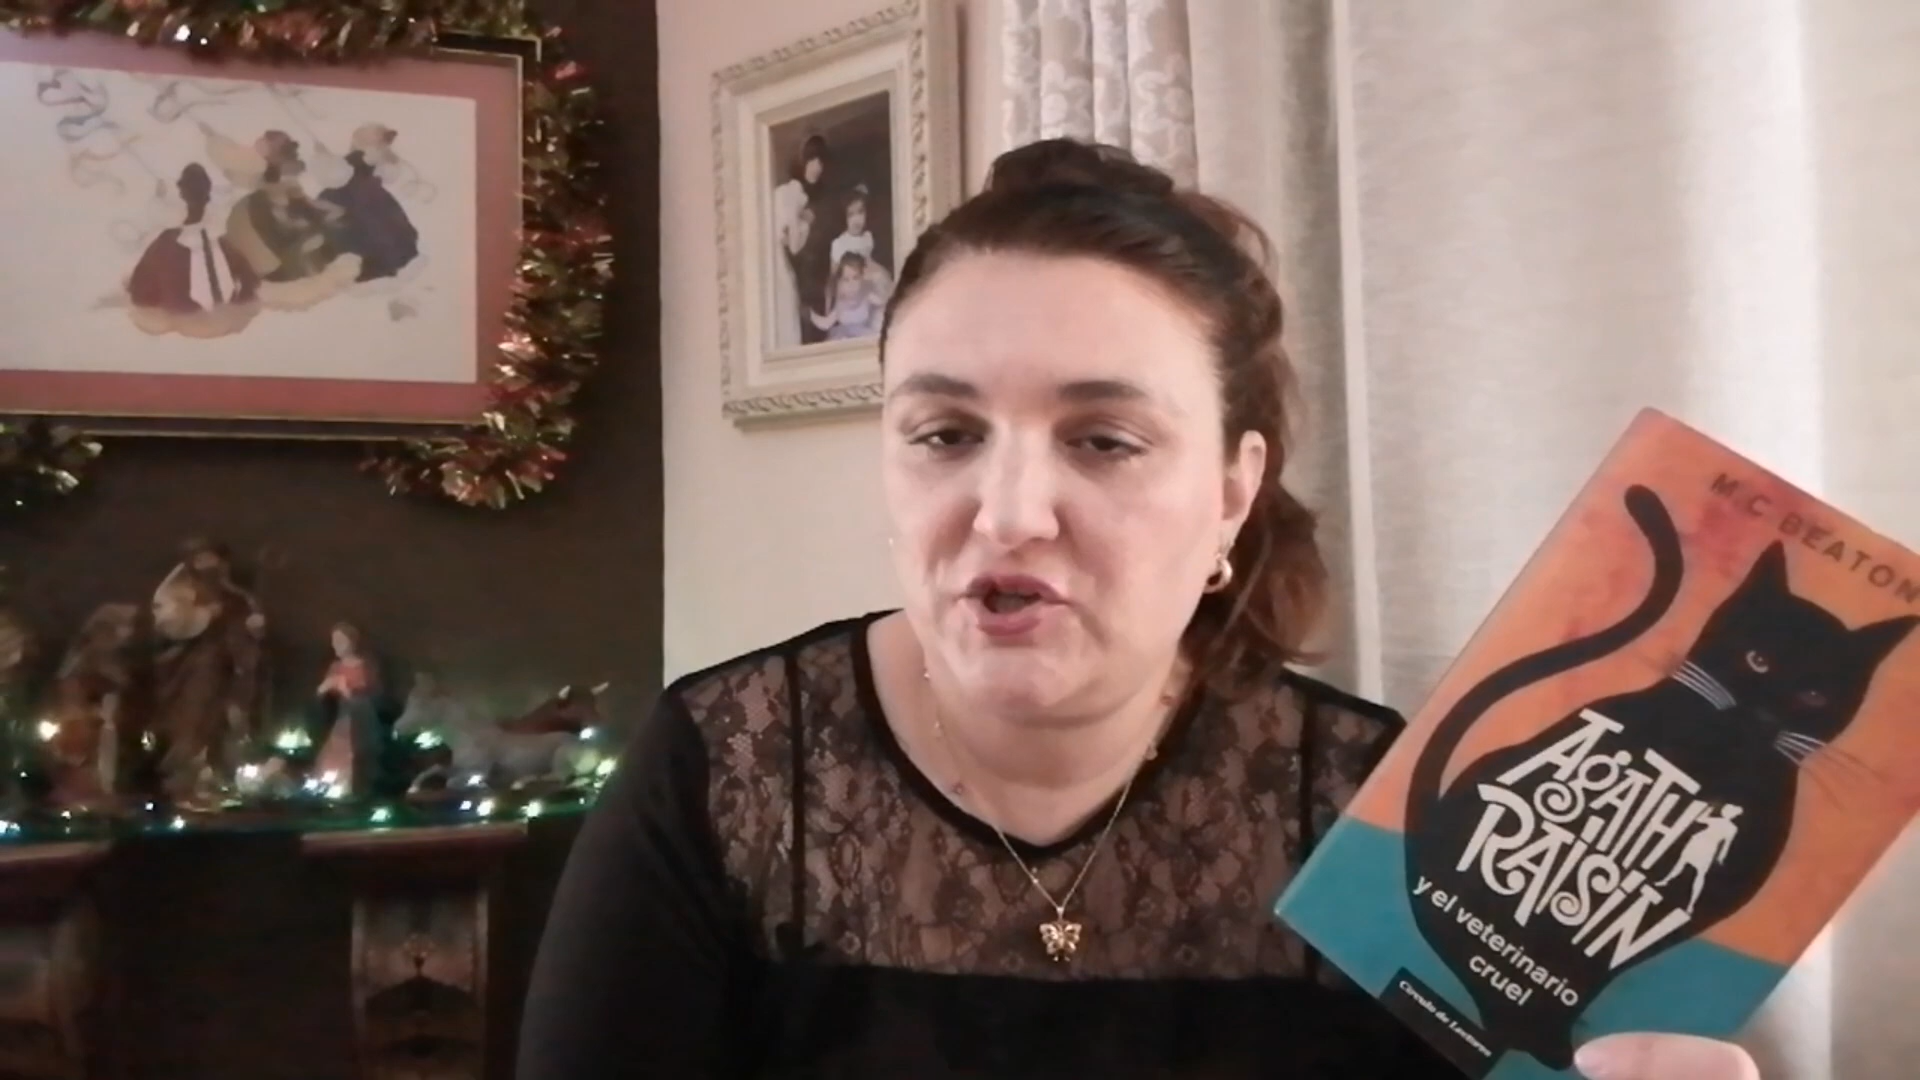 M.C. BEATON
AGATHA
RAISIN
y el veterinario
cruel
Círculo de Lectores